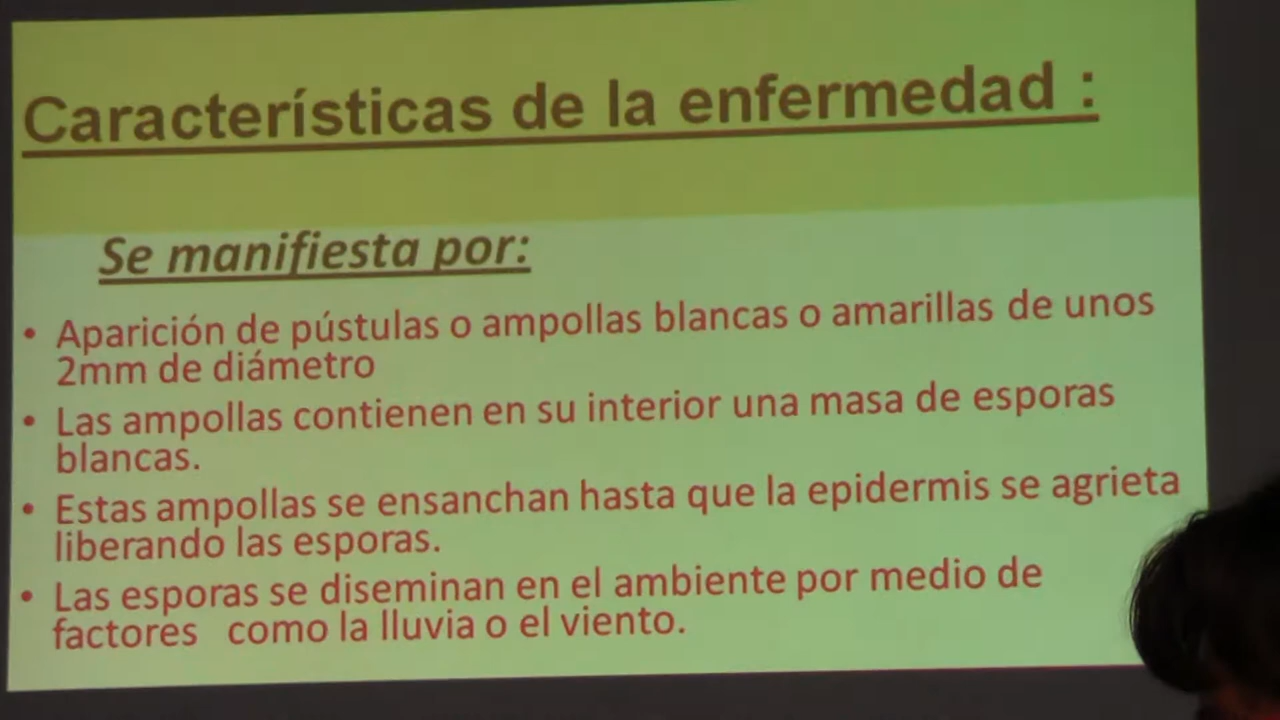 Características de la enfermedad :
Se manifiesta por:
• Aparición de pústulas o ampollas blancas o amarillas de unos
2mm de diámetro
• Las ampollas contienen en su interior una masa de esporas
blancas.
• Estas ampollas se ensanchan hasta que la epidermis se agrieta
liberando las esporas.
• Las esporas se diseminan en el ambiente por medio de
factores como la lluvia o el viento.